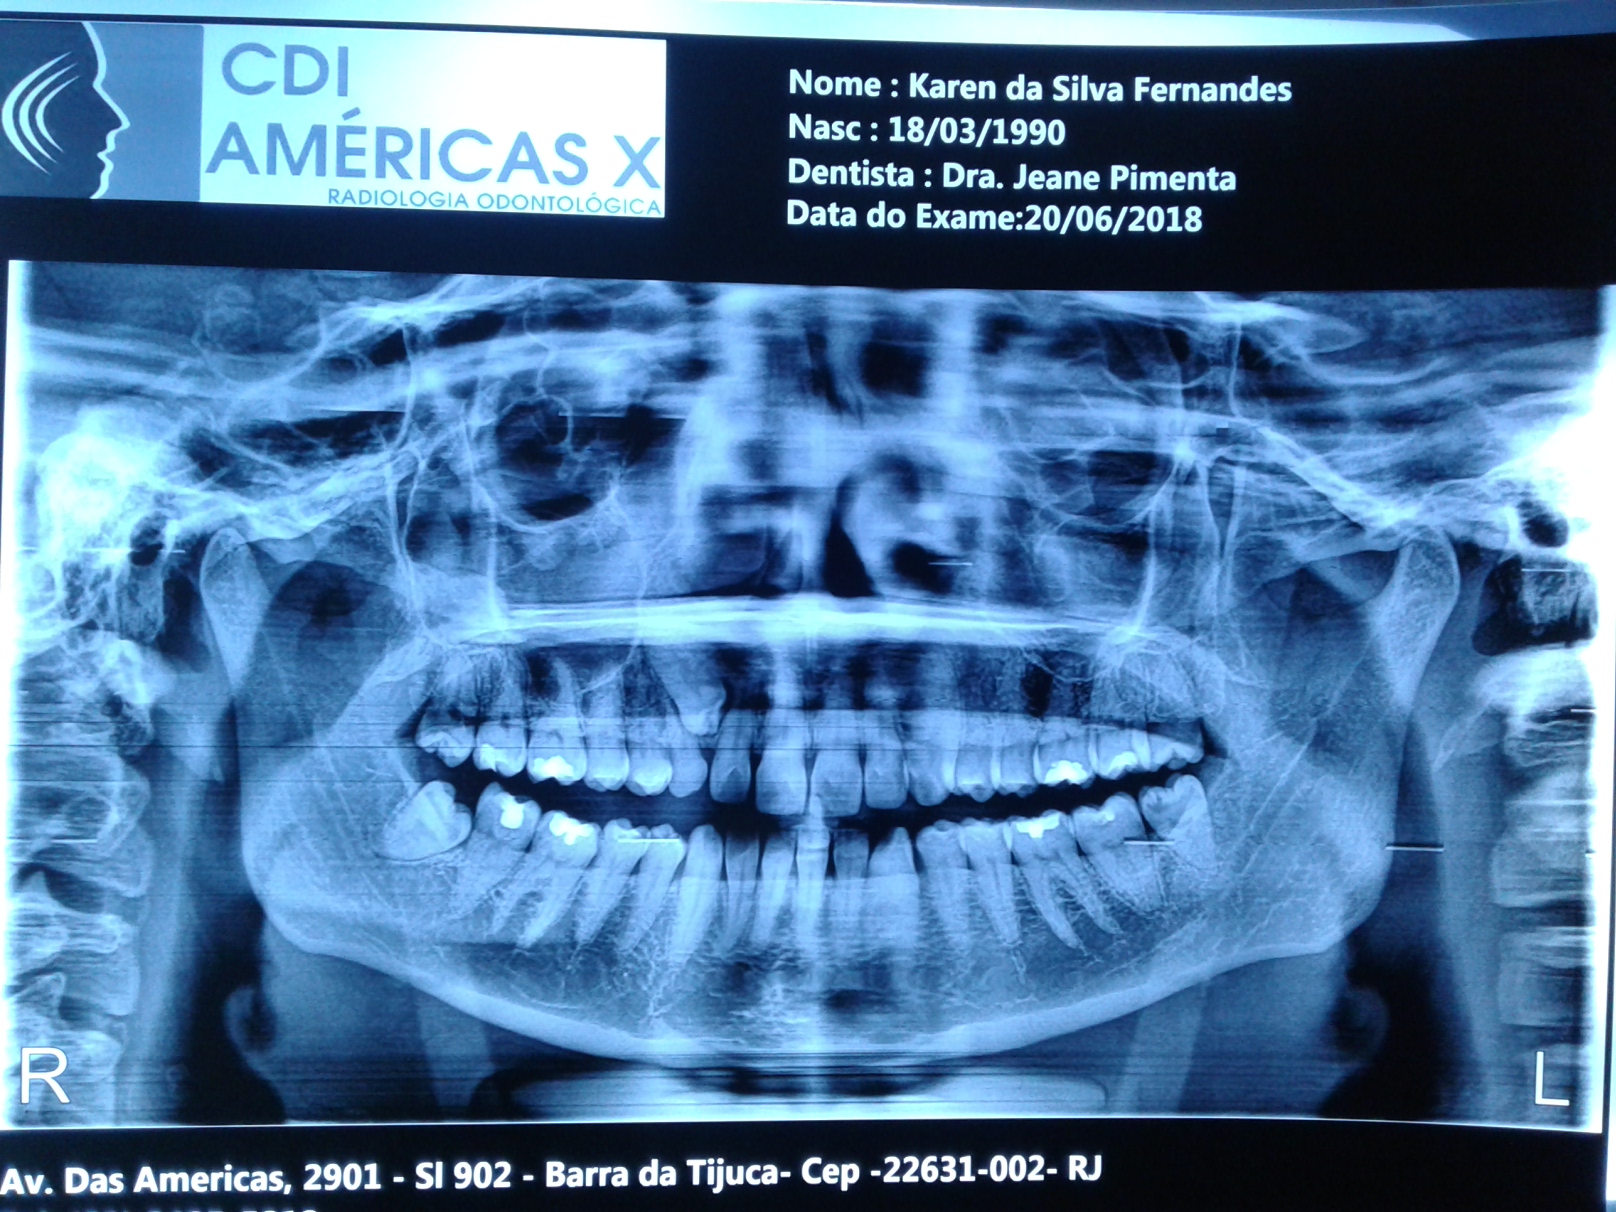 CDI
AMÉRICAS X
RADIOLOGIA ODONTOLÓGICA
Nome : Karen da Silva Fernandes
Nasc : 18/03/1990
Dentista : Dra. Jeane Pimenta
Data do Exame:20/06/2018
R
L
Av. Das Americas, 2901 - Sl 902 - Barra da Tijuca- Cep -22631-002- RJ